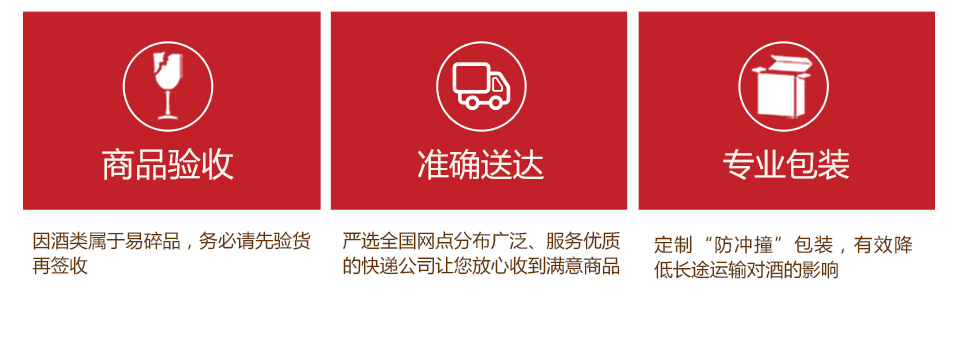 商品验收
因酒类属于易碎品，务必请先验货
再签收
准确送达
严选全国网点分布广泛、服务优质
的快递公司让您放心收到满意商品
专业包装
定制“防冲撞”包装，有效降
低长途运输对酒的影响